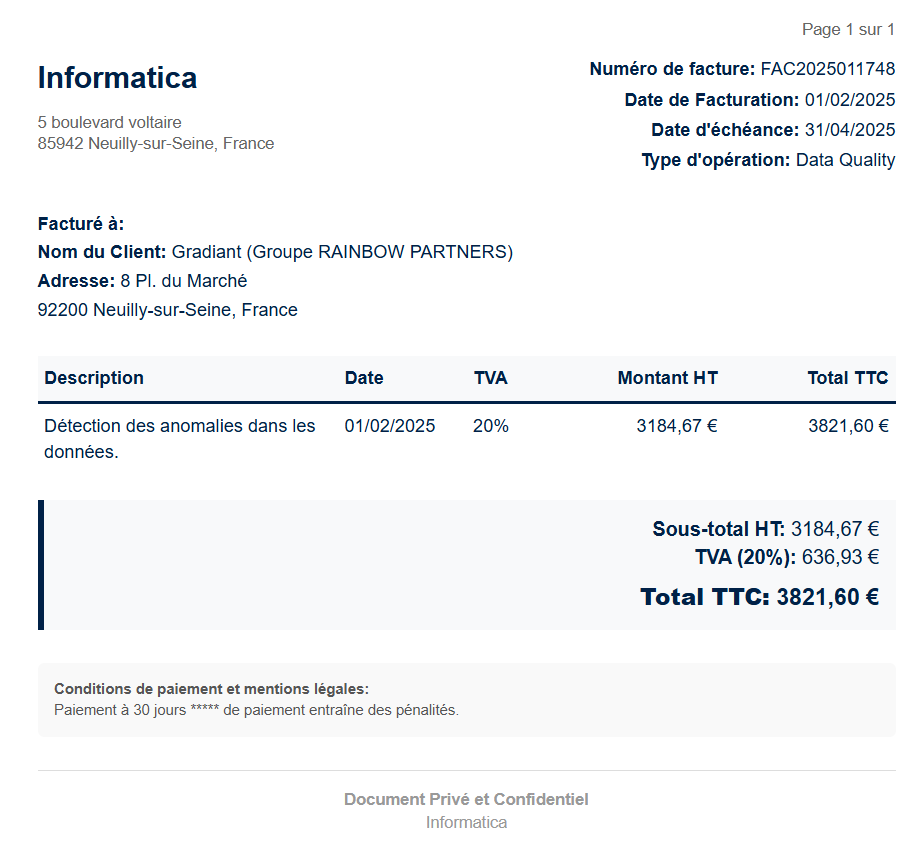 Page 1 sur 1
Informatica
5 boulevard voltaire
85942 Neuilly-sur-Seine, France
Numéro de facture: FAC2025011748
Date de Facturation: 01/02/2025
Date d'échéance: 31/04/2025
Type d'opération: Data Quality
Facturé à:
Nom du Client: Gradiant (Groupe RAINBOW PARTNERS)
Adresse: 8 Pl. du Marché
92200 Neuilly-sur-Seine, France
Description Date TVA Montant HT Total TTC
Détection des anomalies dans les 01/02/2025 20% 3184,67 € 3821,60 €
données.
Sous-total HT: 3184,67 €
TVA (20%): 636,93 €
Total TTC: 3821,60 €
Conditions de paiement et mentions légales:
Paiement à 30 jours ***** de paiement entraîne des pénalités.
Document Privé et Confidentiel
Informatica